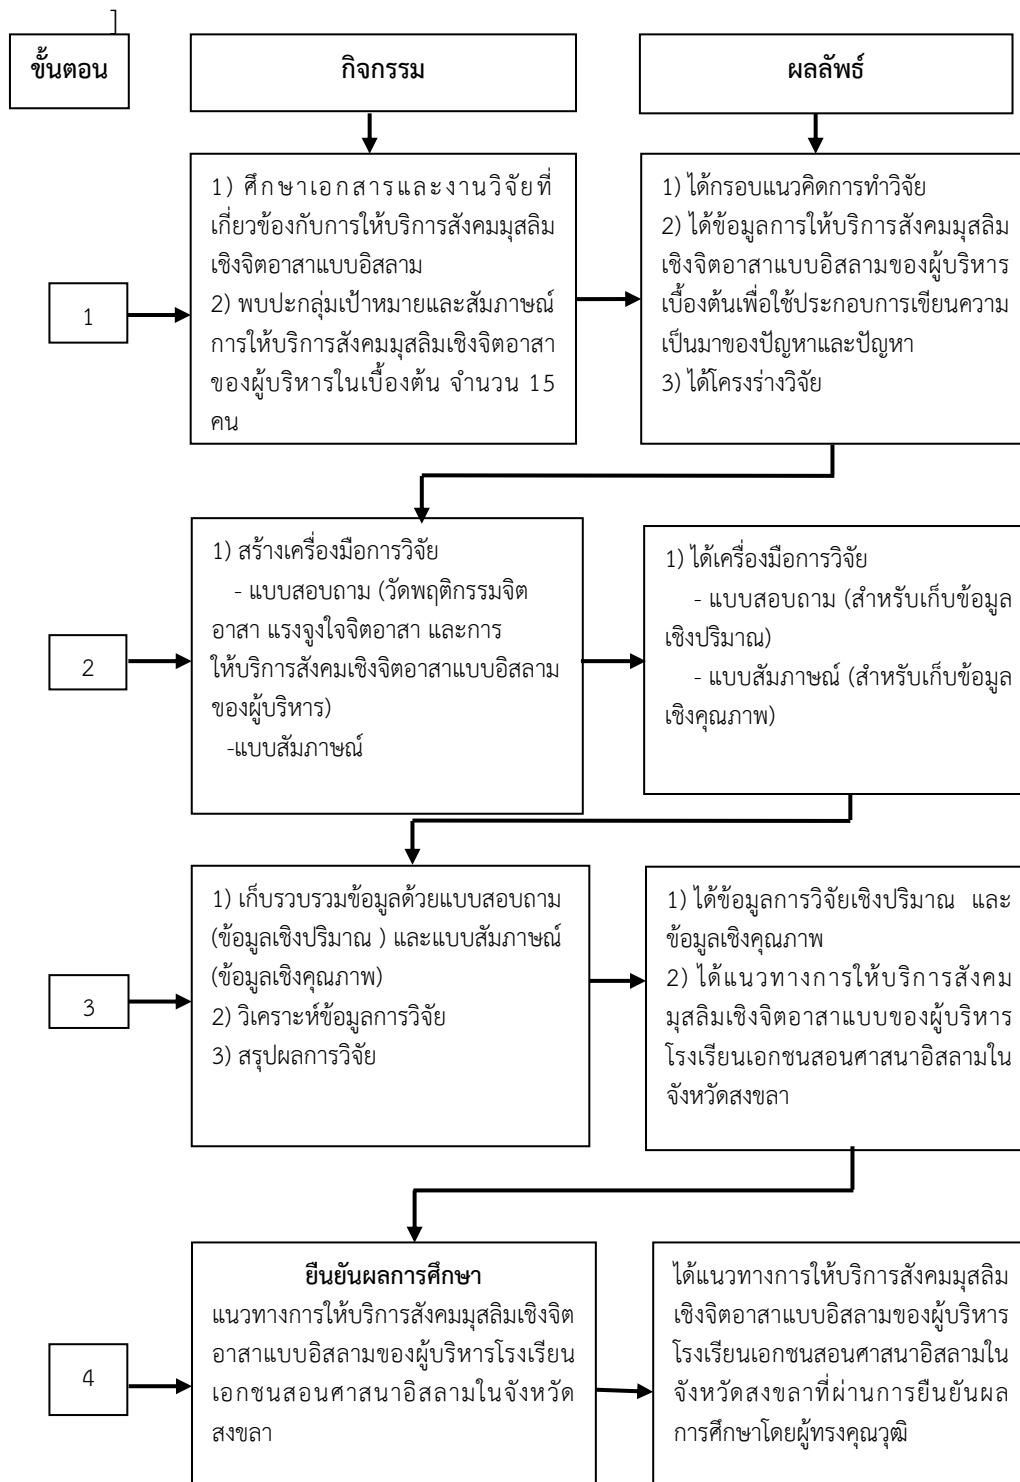 ]
ขั้นตอน
กิจกรรม
ผลลัพธ์
1
1) ศึกษาเอกสารและงานวิจัยที่
เกี่ยวข้องกับการให้บริการสังคมมุสลิม
เชิงจิตอาสาแบบอิสลาม
2) พบปะกลุ่มเป้าหมายและสัมภาษณ์
การให้บริการสังคมมุสลิมเชิงจิตอาสา
ของผู้บริหารในเบื้องต้น จำนวน 15
คน
1) ได้กรอบแนวคิดการทำวิจัย
2) ได้ข้อมูลการให้บริการสังคมมุสลิม
เชิงจิตอาสาแบบอิสลามของผู้บริหาร
เบื้องต้นเพื่อใช้ประกอบการเขียนความ
เป็นมาของปัญหาและปัญหา
3) ได้โครงร่างวิจัย
2
1) สร้างเครื่องมือการวิจัย
- แบบสอบถาม (วัดพฤติกรรมจิต
อาสา แรงจูงใจจิตอาสา และการ
ให้บริการสังคมเชิงจิตอาสาแบบอิสลาม
ของผู้บริหาร)
-แบบสัมภาษณ์
1) ได้เครื่องมือการวิจัย
- แบบสอบถาม (สำหรับเก็บข้อมูล
เชิงปริมาณ)
- แบบสัมภาษณ์ (สำหรับเก็บข้อมูล
เชิงคุณภาพ)
3
1) เก็บรวบรวมข้อมูลด้วยแบบสอบถาม
(ข้อมูลเชิงปริมาณ ) และแบบสัมภาษณ์
(ข้อมูลเชิงคุณภาพ)
2) วิเคราะห์ข้อมูลการวิจัย
3) สรุปผลการวิจัย
1) ได้ข้อมูลการวิจัยเชิงปริมาณ และ
ข้อมูลเชิงคุณภาพ
2) ได้แนวทางการให้บริการสังคม
มุสลิมเชิงจิตอาสาแบบของผู้บริหาร
โรงเรียนเอกชนสอนศาสนาอิสลามใน
จังหวัดสงขลา
4
ยืนยันผลการศึกษา
แนวทางการให้บริการสังคมมุสลิมเชิงจิต
อาสาแบบอิสลามของผู้บริหารโรงเรียน
เอกชนสอนศาสนาอิสลามในจังหวัด
สงขลา
ได้แนวทางการให้บริการสังคมมุสลิม
เชิงจิตอาสาแบบอิสลามของผู้บริหาร
โรงเรียนเอกชนสอนศาสนาอิสลามใน
จังหวัดสงขลาที่ผ่านการยืนยันผล
การศึกษาโดยผู้ทรงคุณวุฒิ